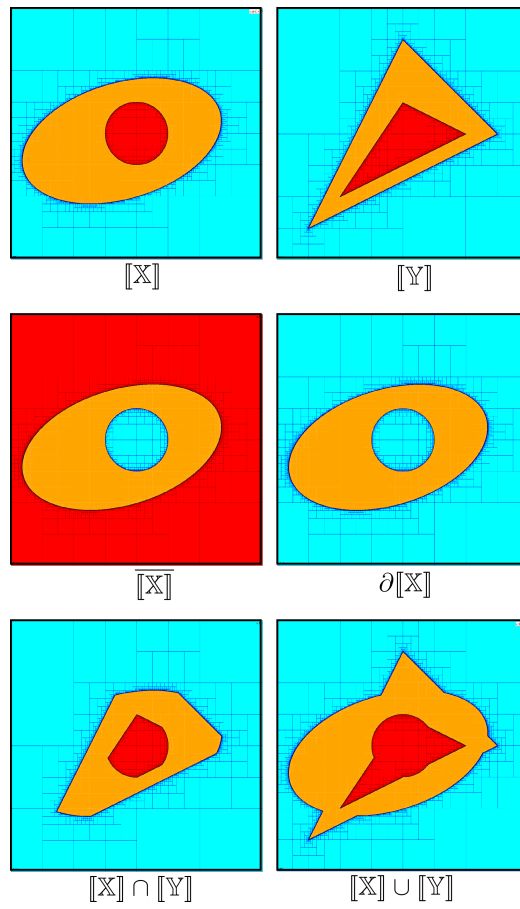 ⟦𝕏⟧ ⟦𝕐⟧
\overline{⟦𝕏⟧} ∂⟦𝕏⟧
⟦𝕏⟧ ∩ ⟦𝕐⟧ ⟦𝕏⟧ ∪ ⟦𝕐⟧